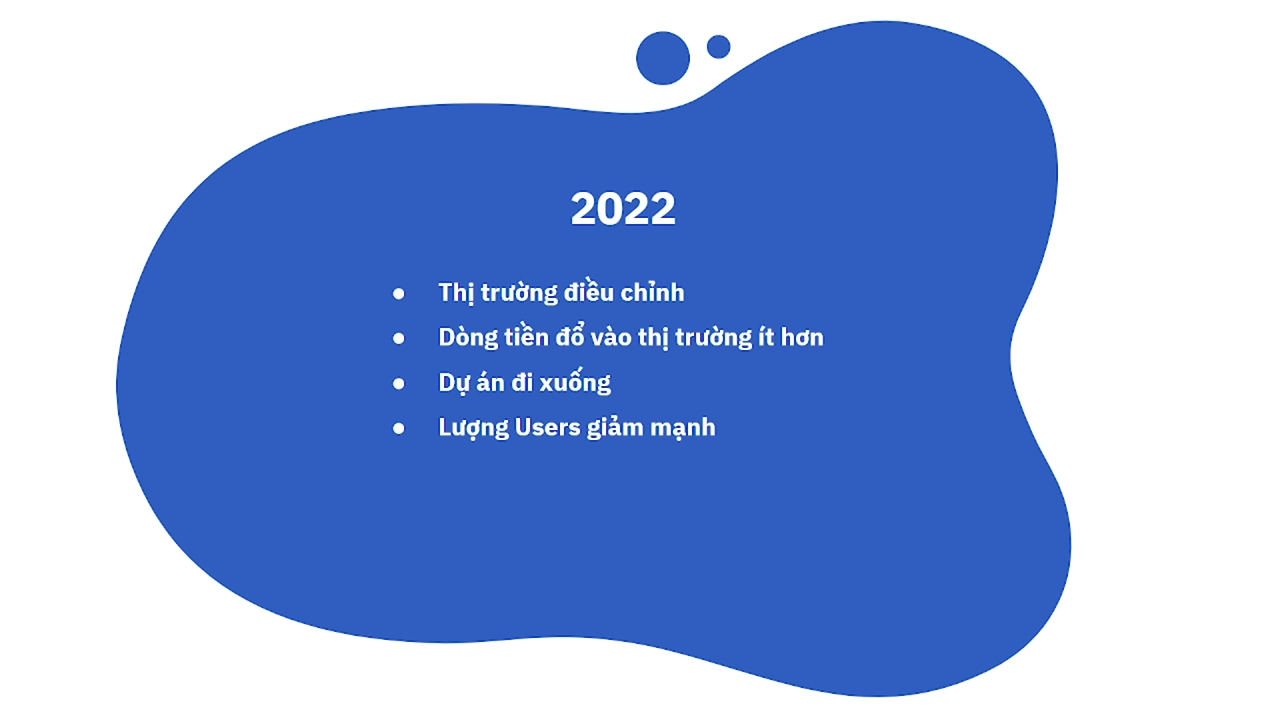 2022
● Thị trường điều chỉnh
● Dòng tiền đổ vào thị trường ít hơn
● Dự án đi xuống
● Lượng Users giảm mạnh